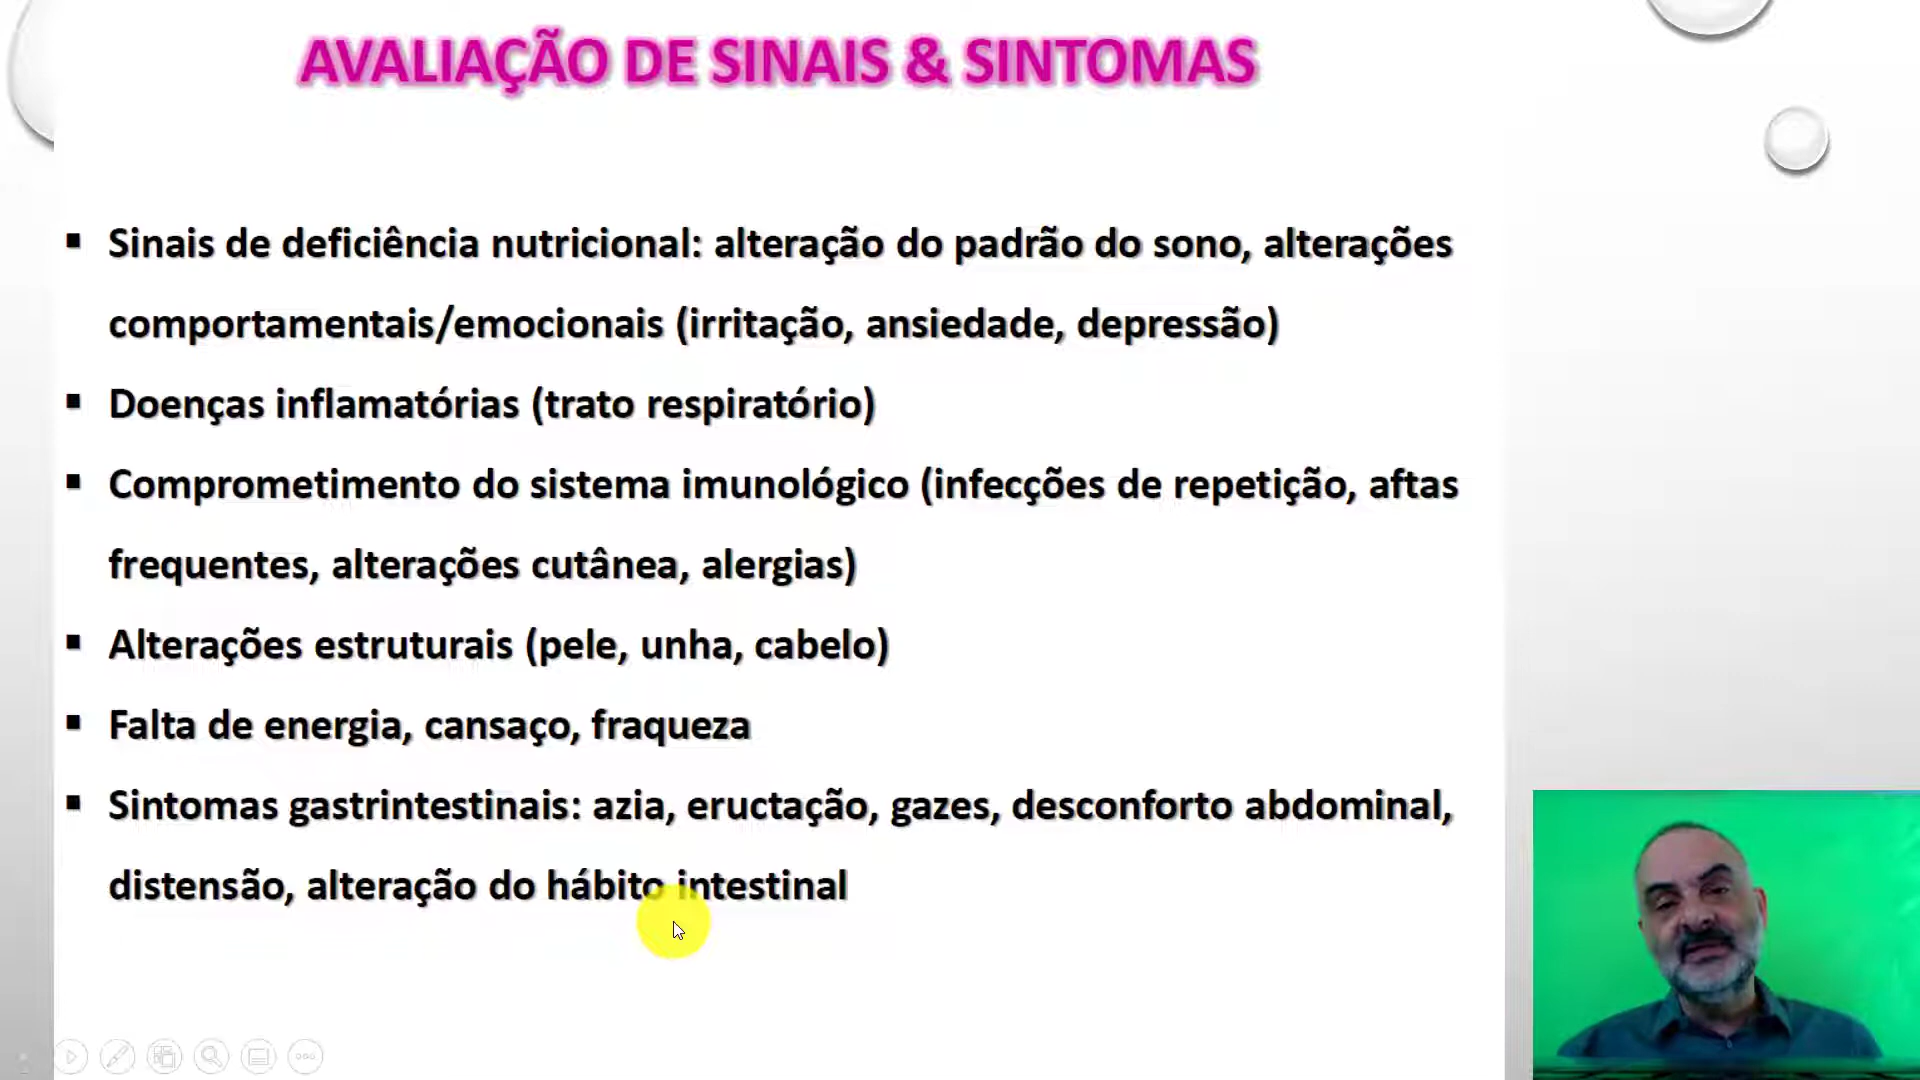 AVALIAÇÃO DE SINAIS & SINTOMAS
▪ Sinais de deficiência nutricional: alteração do padrão do sono, alterações
comportamentais/emocionais (irritação, ansiedade, depressão)
▪ Doenças inflamatórias (trato respiratório)
▪ Comprometimento do sistema imunológico (infecções de repetição, aftas
frequentes, alterações cutânea, alergias)
▪ Alterações estruturais (pele, unha, cabelo)
▪ Falta de energia, cansaço, fraqueza
▪ Sintomas gastrintestinais: azia, eructação, gazes, desconforto abdominal,
distensão, alteração do hábito intestinal